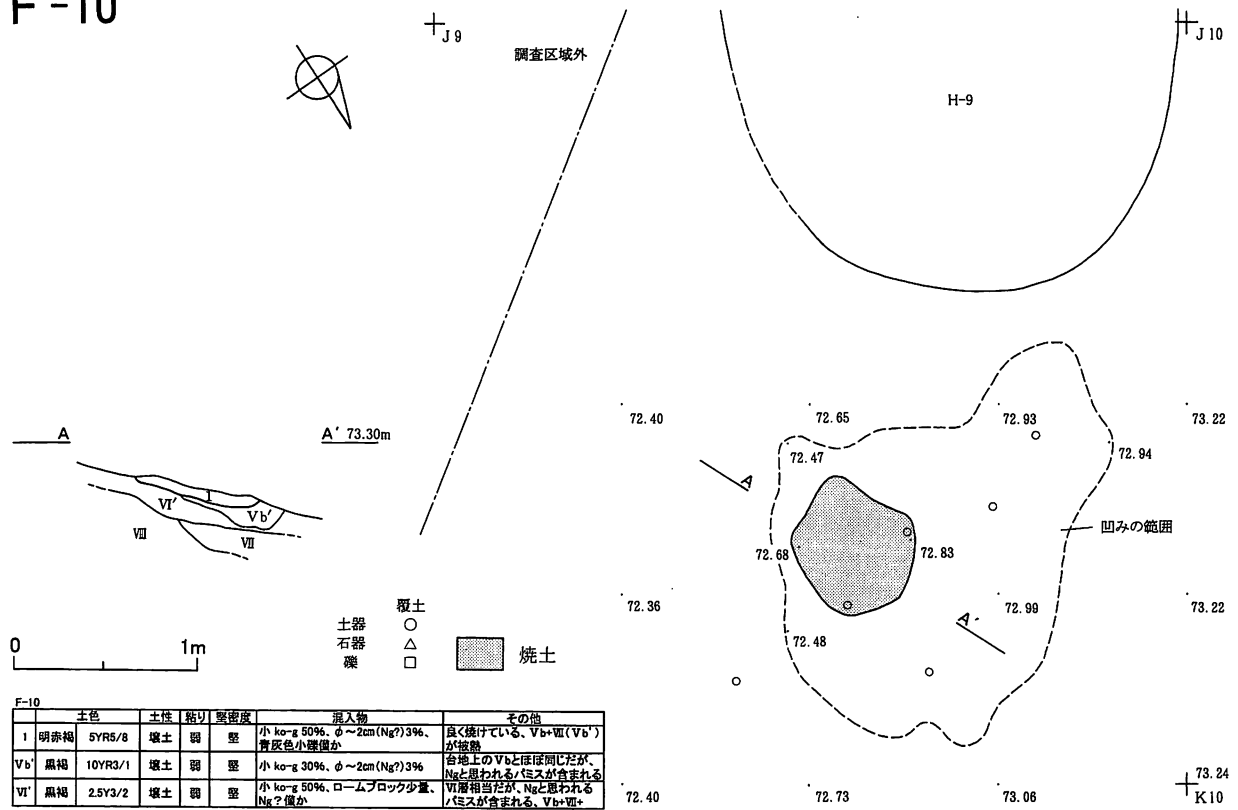 F-10
J 9
調査区域外
J 10
H-9
72.40
72.65
72.93
73.22
A
A' 73.30m
72.47
72.94
A
1
Ⅵ'
Ⅴb'
Ⅷ
Ⅶ
凹みの範囲
72.68
72.83
72.36
72.99
73.22
覆土
土器 ○
石器 △
礫 □
焼土
A'
72.48
0 1m
F-10
土色 土性 粘り 堅密度 混入物 その他
1 明赤褐 5YR5/8 壌土 弱 堅 小 ko-g 50%、φ～2cm(Ng?)3%、 良く焼けている、Ⅴb+Ⅶ(Ⅴb')
青灰色小礫僅か が被熱
Ⅴb' 黒褐 10YR3/1 壌土 弱 堅 小 ko-g 30%、φ～2cm(Ng?)3% 台地上のⅤbとほぼ同じだが、
Ngと思われるパミスが含まれる
Ⅵ' 黒褐 2.5Y3/2 壌土 弱 堅 小 ko-g 50%、ロームブロック少量、 Ⅵ層相当だが、Ngと思われる
Ng？僅か パミスが含まれる、Ⅴb+Ⅶ+
72.40
72.73
73.06
73.24
K 10